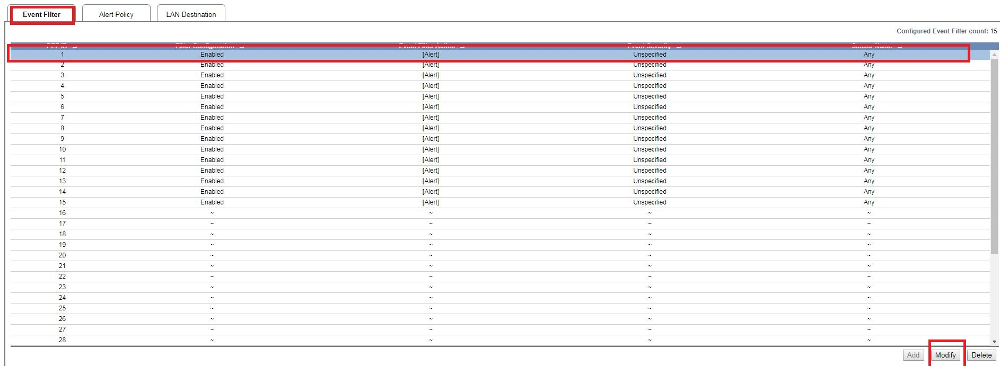 Event Filter Alert Policy LAN Destination
Configured Event Filter count: 15
PEF ID Filter Configuration Event Filter Action Event Severity Sensor Name
1 Enabled [Alert] Unspecified Any
2 Enabled [Alert] Unspecified Any
3 Enabled [Alert] Unspecified Any
4 Enabled [Alert] Unspecified Any
5 Enabled [Alert] Unspecified Any
6 Enabled [Alert] Unspecified Any
7 Enabled [Alert] Unspecified Any
8 Enabled [Alert] Unspecified Any
9 Enabled [Alert] Unspecified Any
10 Enabled [Alert] Unspecified Any
11 Enabled [Alert] Unspecified Any
12 Enabled [Alert] Unspecified Any
13 Enabled [Alert] Unspecified Any
14 Enabled [Alert] Unspecified Any
15 Enabled [Alert] Unspecified Any
16 ~ ~ ~ ~
17 ~ ~ ~ ~
18 ~ ~ ~ ~
19 ~ ~ ~ ~
20 ~ ~ ~ ~
21 ~ ~ ~ ~
22 ~ ~ ~ ~
23 ~ ~ ~ ~
24 ~ ~ ~ ~
25 ~ ~ ~ ~
26 ~ ~ ~ ~
27 ~ ~ ~ ~
28 ~ ~ ~ ~
Add Modify Delete